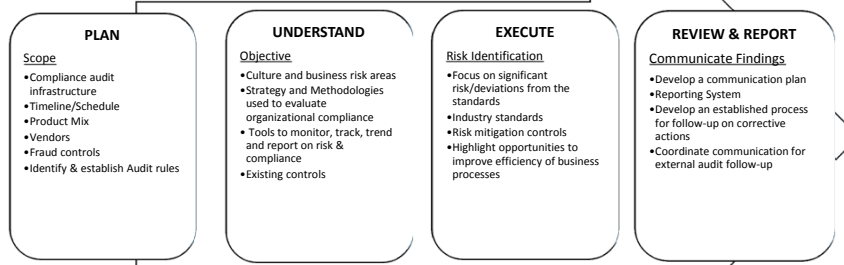 PLAN
Scope
•Compliance audit
infrastructure
•Timeline/Schedule
•Product Mix
•Vendors
•Fraud controls
•Identify & establish Audit rules
UNDERSTAND
Objective
•Culture and business risk areas
•Strategy and Methodologies
used to evaluate
organizational compliance
• Tools to monitor, track, trend
and report on risk &
compliance
•Existing controls
EXECUTE
Risk Identification
•Focus on significant
risk/deviations from the
standards
•Industry standards
•Risk mitigation controls
•Highlight opportunities to
improve efficiency of business
processes
REVIEW & REPORT
Communicate Findings
•Develop a communication plan
•Reporting System
•Develop an established process
for follow-up on corrective
actions
•Coordinate communication for
external audit follow-up